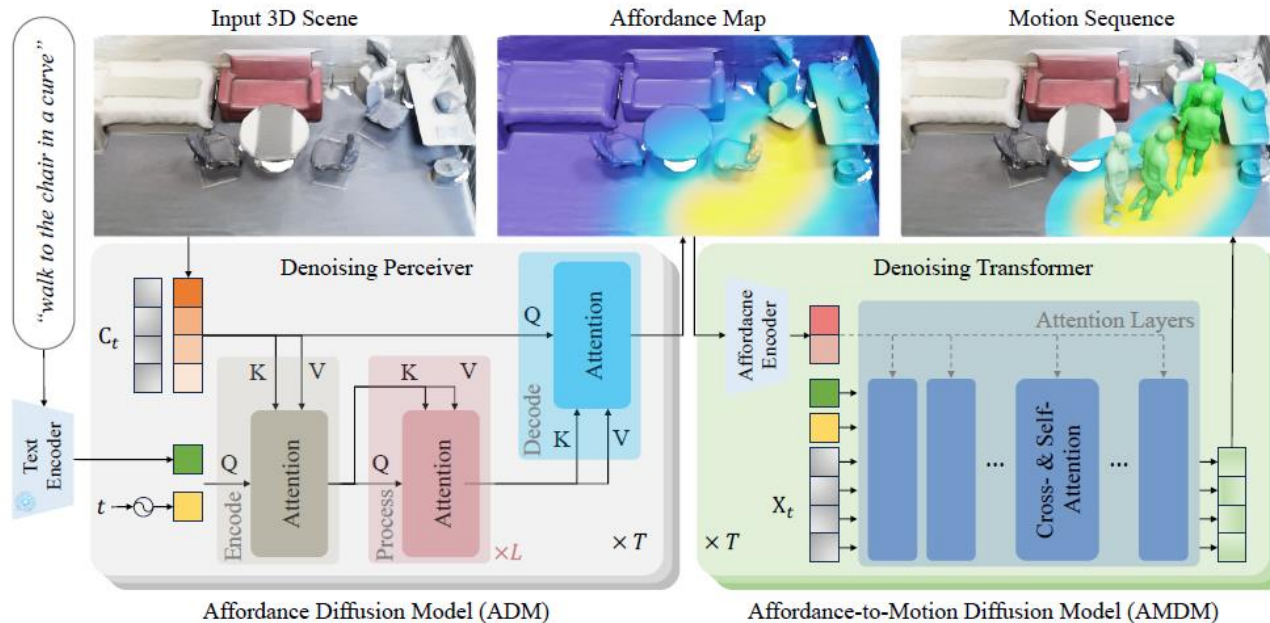 Input 3D Scene
Affordance Map
Motion Sequence
"walk to the chair in a curve"
Denoising Perceiver
Denoising Transformer
C_t
Q
Attention
Decode
K
V
K
V
K
V
Affordacne
Encoder
Attention Layers
Text
Encoder
Q
Attention
Encode
Q
Attention
Process
t
×L
×T
×T
X_t
...
Cross- & Self-
Attention
...
Affordance Diffusion Model (ADM)
Affordance-to-Motion Diffusion Model (AMDM)